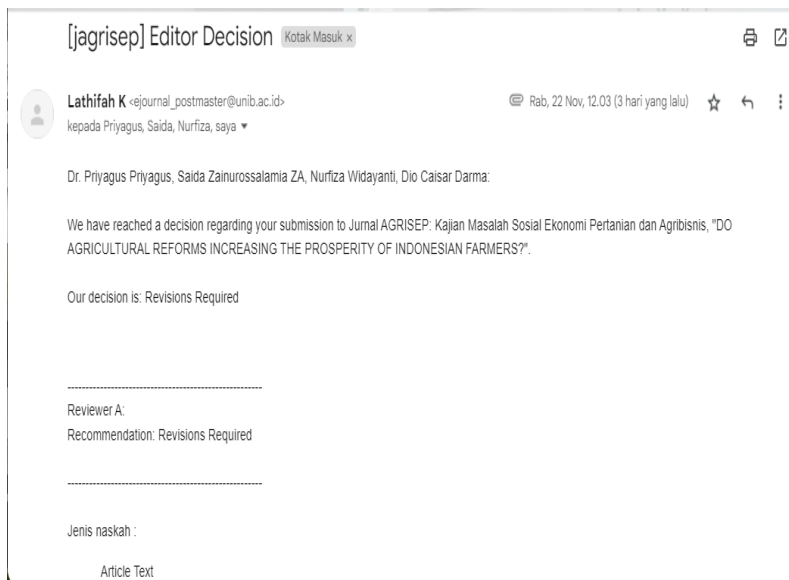 [jagrisep] Editor Decision Kotak Masuk ×
Lathifah K <ejournal_postmaster@unib.ac.id> Rab, 22 Nov, 12.03 (3 hari yang lalu)
kepada Priyagus, Saida, Nurfiza, saya
Dr. Priyagus Priyagus, Saida Zainurossalamia ZA, Nurfiza Widayanti, Dio Caisar Darma:
We have reached a decision regarding your submission to Jurnal AGRISEP: Kajian Masalah Sosial Ekonomi Pertanian dan Agribisnis, "DO
AGRICULTURAL REFORMS INCREASING THE PROSPERITY OF INDONESIAN FARMERS?".
Our decision is: Revisions Required
------------------------------------------------------
Reviewer A:
Recommendation: Revisions Required
------------------------------------------------------
Jenis naskah :
Article Text